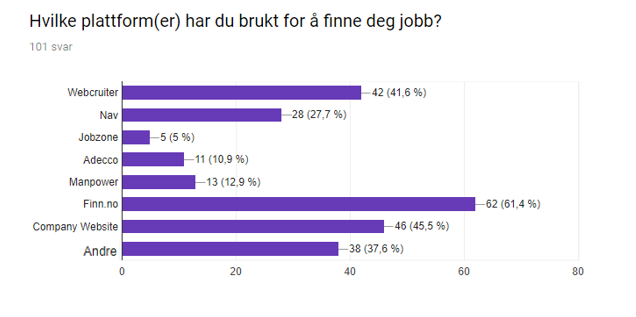 Hvilke plattform(er) har du brukt for å finne deg jobb?
101 svar
Webcruiter 42 (41,6 %)
Nav 28 (27,7 %)
Jobzone 5 (5 %)
Adecco 11 (10,9 %)
Manpower 13 (12,9 %)
Finn.no 62 (61,4 %)
Company Website 46 (45,5 %)
Andre 38 (37,6 %)
0 20 40 60 80